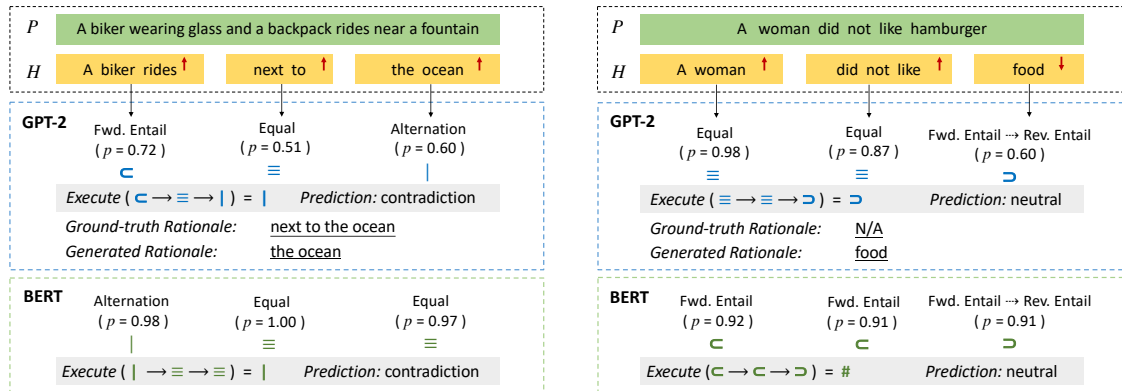 P A biker wearing glass and a backpack rides near a fountain
H A biker rides ↑ next to ↑ the ocean ↑
GPT-2
Fwd. Entail Equal Alternation
( p = 0.72 ) ( p = 0.51 ) ( p = 0.60 )
⊂ ≡ |
Execute ( ⊂ → ≡ → | ) = | Prediction: contradiction
Ground-truth Rationale: next to the ocean
Generated Rationale: the ocean
BERT
Alternation Equal Equal
( p = 0.98 ) ( p = 1.00 ) ( p = 0.97 )
| ≡ ≡
Execute ( | → ≡ → ≡ ) = | Prediction: contradiction
P A woman did not like hamburger
H A woman ↑ did not like ↑ food ↓
GPT-2
Equal Equal Fwd. Entail ⇢ Rev. Entail
( p = 0.98 ) ( p = 0.87 ) ( p = 0.60 )
≡ ≡ ⊃
Execute ( ≡ → ≡ → ⊃ ) = ⊃ Prediction: neutral
Ground-truth Rationale: N/A
Generated Rationale: food
BERT
Fwd. Entail Fwd. Entail Fwd. Entail ⇢ Rev. Entail
( p = 0.92 ) ( p = 0.91 ) ( p = 0.91 )
⊂ ⊂ ⊃
Execute ( ⊂ → ⊂ → ⊃ ) = # Prediction: neutral